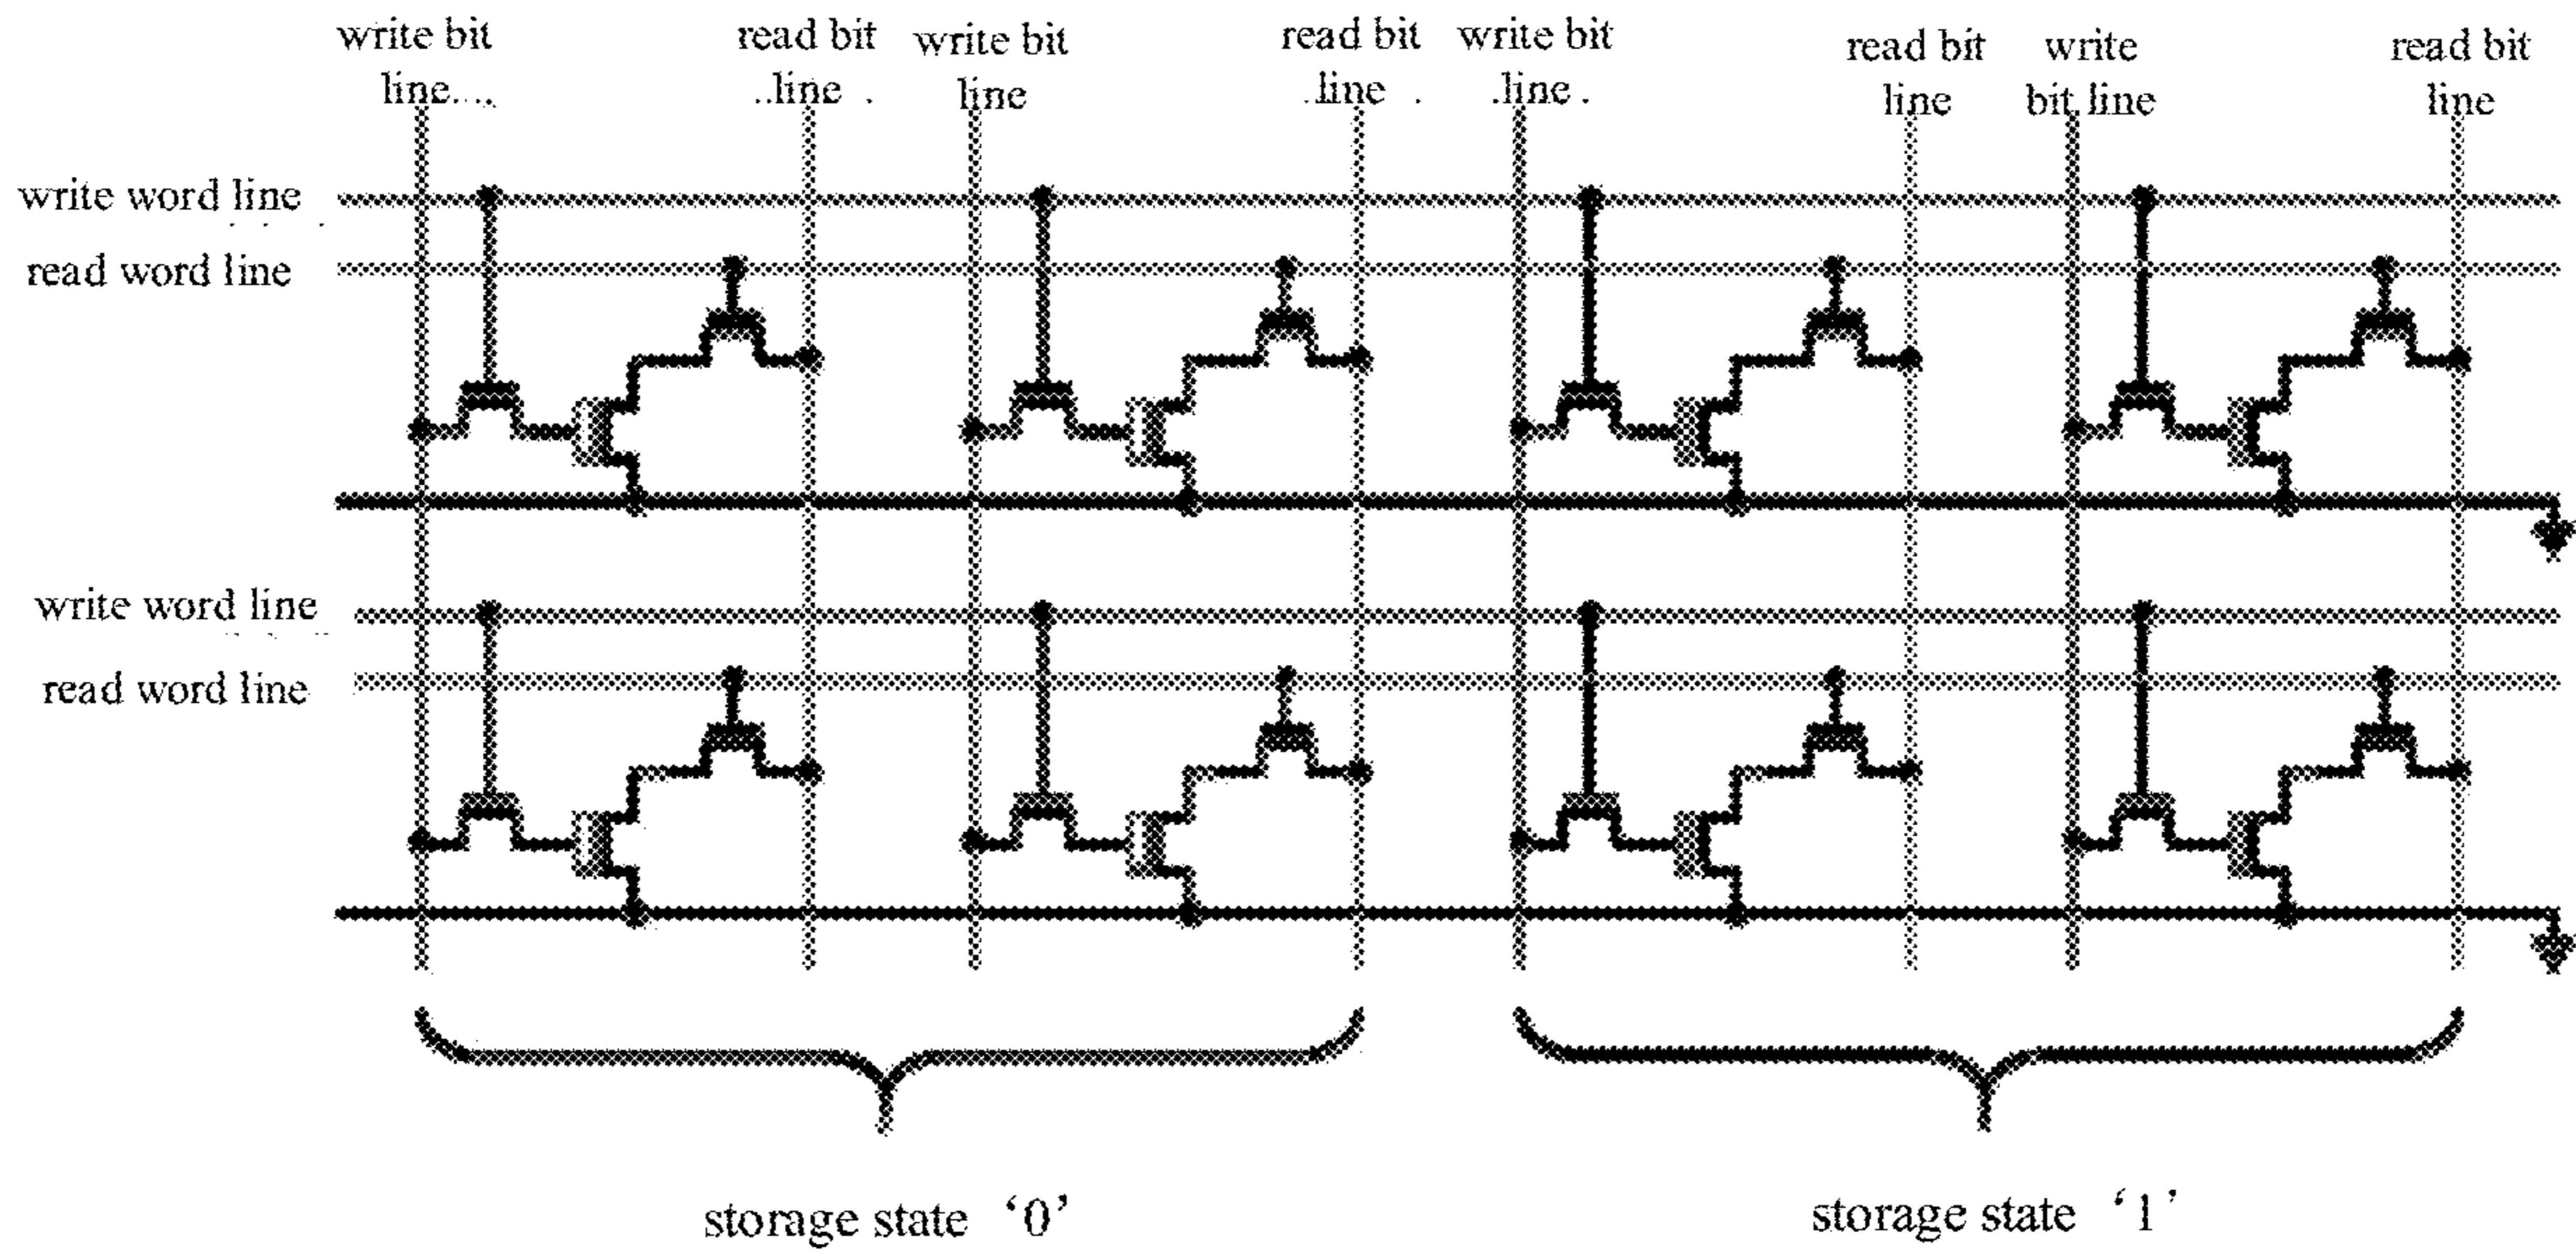 write bit
line
read bit
line
write bit
line
read bit
line
write bit
line
read bit
line
write
bit line
read bit
line
write word line
read word line
write word line
read word line
storage state ‘0’
storage state ‘1’